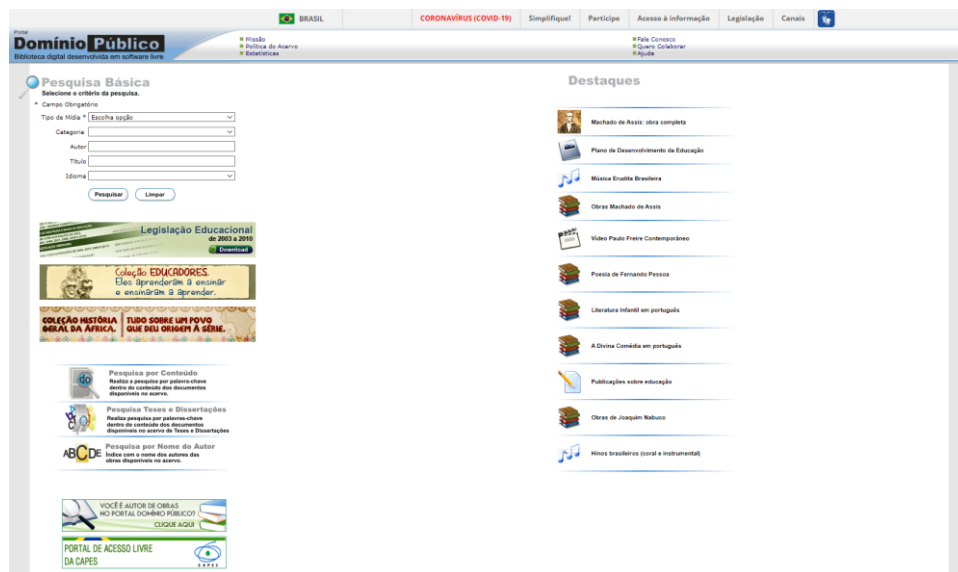 BRASIL
CORONAVÍRUS (COVID-19)
Simplifique!
Participe
Acesso à informação
Legislação
Canais
Portal
Domínio Público
Biblioteca digital desenvolvida em software livre
Missão
Política do Acervo
Estatísticas
Fale Conosco
Quero Colaborar
Ajuda
Pesquisa Básica
Selecione o critério da pesquisa.
* Campo Obrigatório
Tipo de Mídia * Escolha opção
Categoria
Autor
Título
Idioma
Pesquisar Limpar
Legislação Educacional
de 2003 a 2010
Download
Coleção EDUCADORES.
Eles aprenderam a ensinar
e ensinaram a aprender.
COLEÇÃO HISTÓRIA
GERAL DA ÁFRICA.
TUDO SOBRE UM POVO
QUE DEU ORIGEM À SÉRIE.
do
Pesquisa por Conteúdo
Realiza a pesquisa por palavra-chave
dentro do conteúdo dos documentos
disponíveis no acervo.
Pesquisa Teses e Dissertações
Realiza pesquisa por palavras-chave
dentro do conteúdo dos documentos
disponíveis no acervo de Teses e Dissertações
ABCDE
Pesquisa por Nome do Autor
Índice com o nome dos autores das
obras disponíveis no acervo.
VOCÊ É AUTOR DE OBRAS
NO PORTAL DOMÍNIO PÚBLICO?
CLIQUE AQUI
PORTAL DE ACESSO LIVRE
DA CAPES
CAPES
Destaques
Machado de Assis: obra completa
Plano de Desenvolvimento da Educação
Música Erudita Brasileira
Obras Machado de Assis
Vídeo Paulo Freire Contemporâneo
Poesia de Fernando Pessoa
Literatura Infantil em português
A Divina Comédia em português
Publicações sobre educação
Obras de Joaquim Nabuco
Hinos brasileiros (coral e instrumental)